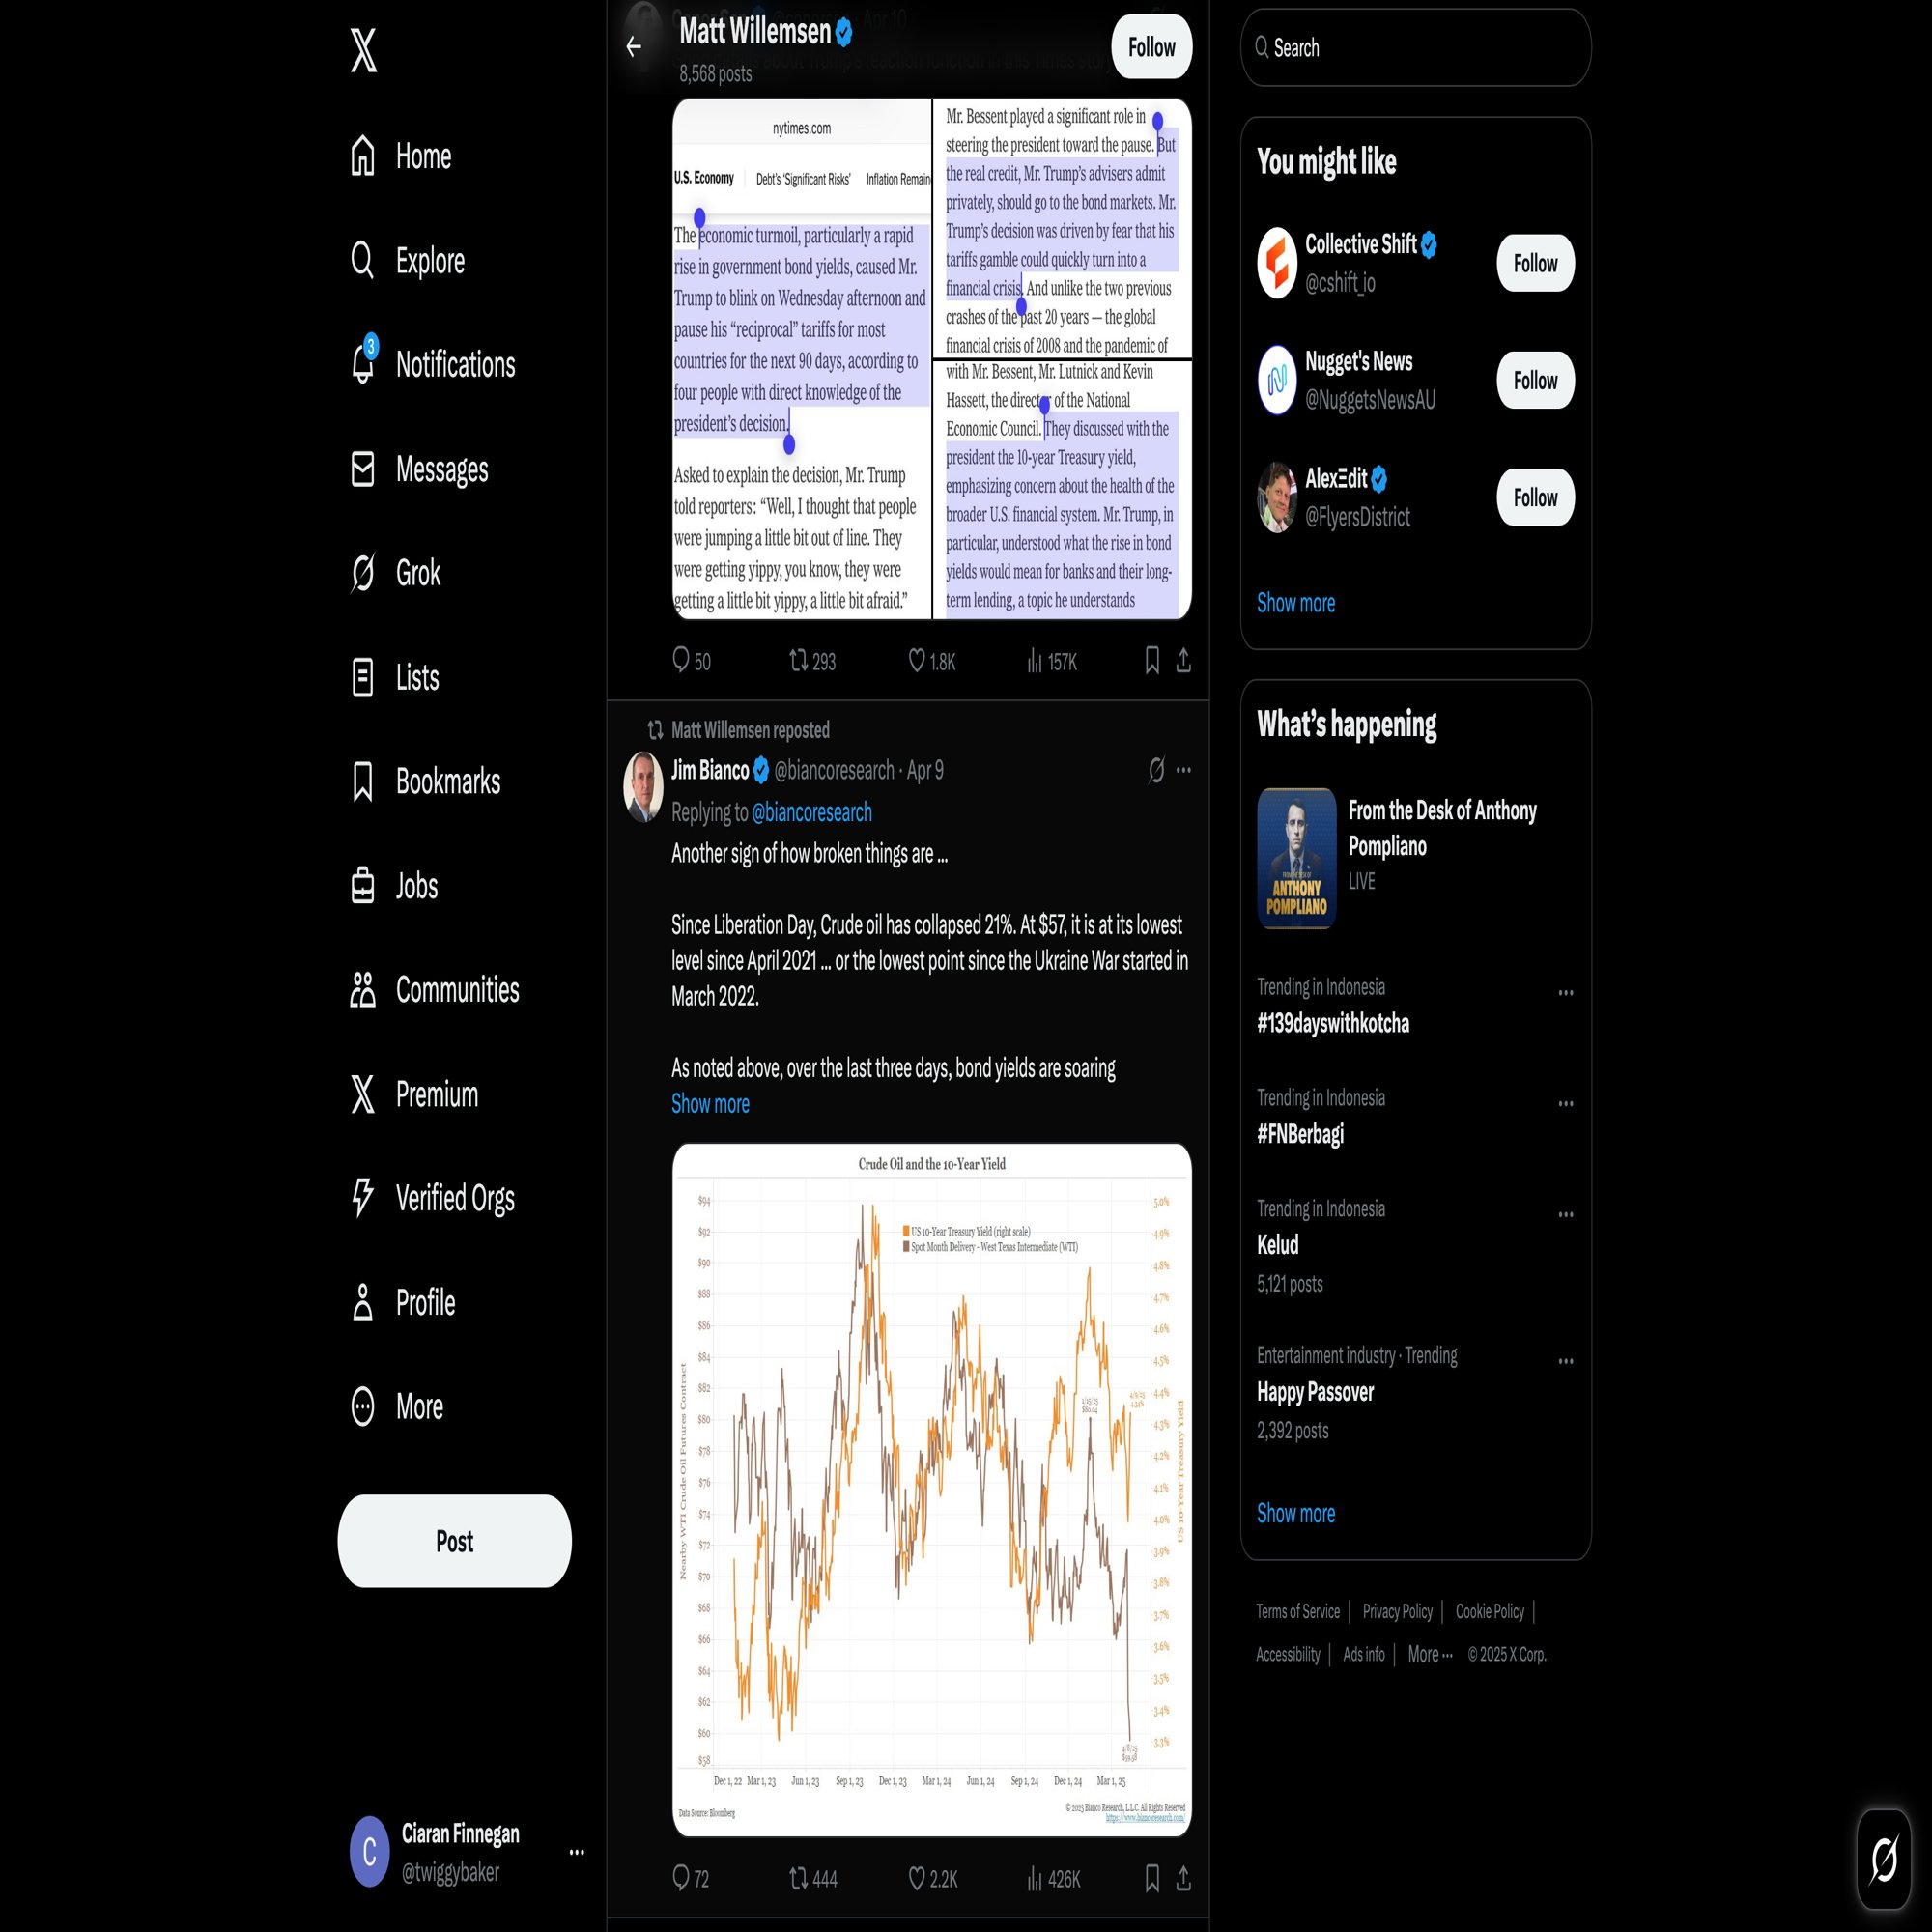 Home
Explore
3
Notifications
Messages
Grok
Lists
Bookmarks
Jobs
Communities
Premium
Verified Orgs
Profile
More
Post
C
Ciaran Finnegan
@twiggybaker
Matt Willemsen
8,568 posts
Follow
nytimes.com
U.S. Economy
Debt's 'Significant Risks'
Inflation Remain
The economic turmoil, particularly a rapid
rise in government bond yields, caused Mr.
Trump to blink on Wednesday afternoon and
pause his “reciprocal” tariffs for most
countries for the next 90 days, according to
four people with direct knowledge of the
president’s decision.
Asked to explain the decision, Mr. Trump
told reporters: “Well, I thought that people
were jumping a little bit out of line. They
were getting yippy, you know, they were
getting a little bit yippy, a little bit afraid.”
Mr. Bessent played a significant role in
steering the president toward the pause. But
the real credit, Mr. Trump’s advisers admit
privately, should go to the bond markets. Mr.
Trump’s decision was driven by fear that his
tariffs gamble could quickly turn into a
financial crisis. And unlike the two previous
crashes of the past 20 years — the global
financial crisis of 2008 and the pandemic of
with Mr. Bessent, Mr. Lutnick and Kevin
Hassett, the director of the National
Economic Council. They discussed with the
president the 10-year Treasury yield,
emphasizing concern about the health of the
broader U.S. financial system. Mr. Trump, in
particular, understood what the rise in bond
yields would mean for banks and their long-
term lending, a topic he understands
50
293
1.8K
157K
Matt Willemsen reposted
Jim Bianco @biancoresearch · Apr 9
Replying to @biancoresearch
Another sign of how broken things are ...
Since Liberation Day, Crude oil has collapsed 21%. At $57, it is at its lowest
level since April 2021 ... or the lowest point since the Ukraine War started in
March 2022.
As noted above, over the last three days, bond yields are soaring
Show more
Crude Oil and the 10-Year Yield
US 10-Year Treasury Yield (right scale)
Spot Month Delivery - West Texas Intermediate (WTI)
Nearby WTI Crude Oil Futures Contract
$94
$92
$90
$88
$86
$84
$82
$80
$78
$76
$74
$72
$70
$68
$66
$64
$62
$60
$58
5.0%
4.9%
4.8%
4.7%
4.6%
4.5%
4.4%
4.3%
4.2%
4.1%
4.0%
3.9%
3.8%
3.7%
3.6%
3.5%
3.4%
3.3%
US 10-Year Treasury Yield
1/15/25
$80.04
4/9/25
4.34%
4/8/25
Dec 1, 22
Mar 1, 23
Jun 1, 23
Sep 1, 23
Dec 1, 23
Mar 1, 24
Jun 1, 24
Sep 1, 24
Dec 1, 24
Mar 1, 25
Data Source: Bloomberg
© 2025 Bianco Research, L.L.C. All Rights Reserved
https://www.biancoresearch.com/
72
444
2.2K
426K
Search
You might like
Collective Shift
@cshift_io
Follow
Nugget's News
@NuggetsNewsAU
Follow
AlexΞdit
@FlyersDistrict
Follow
Show more
What’s happening
ANTHONY
POMPLIANO
From the Desk of Anthony
Pompliano
LIVE
Trending in Indonesia
#139dayswithkotcha
Trending in Indonesia
#FNBerbagi
Trending in Indonesia
Kelud
5,121 posts
Entertainment industry · Trending
Happy Passover
2,392 posts
Show more
Terms of Service
Privacy Policy
Cookie Policy
Accessibility
Ads info
More ···
© 2025 X Corp.